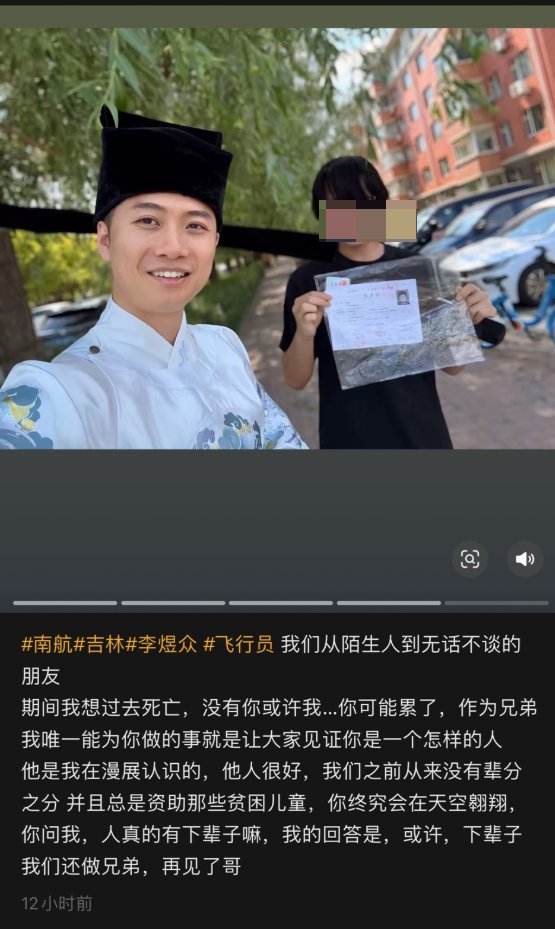 #南航#吉林#李煜众 #飞行员 我们从陌生人到无话不谈的
朋友
期间我想过去死亡，没有你或许我...你可能累了，作为兄弟
我唯一能为你做的事就是让大家见证你是一个怎样的人
他是我在漫展认识的，他人很好，我们之前从来没有辈分
之分 并且总是资助那些贫困儿童，你终究会在天空翱翔，
你问我，人真的有下辈子嘛，我的回答是，或许，下辈子
我们还做兄弟，再见了哥
12小时前